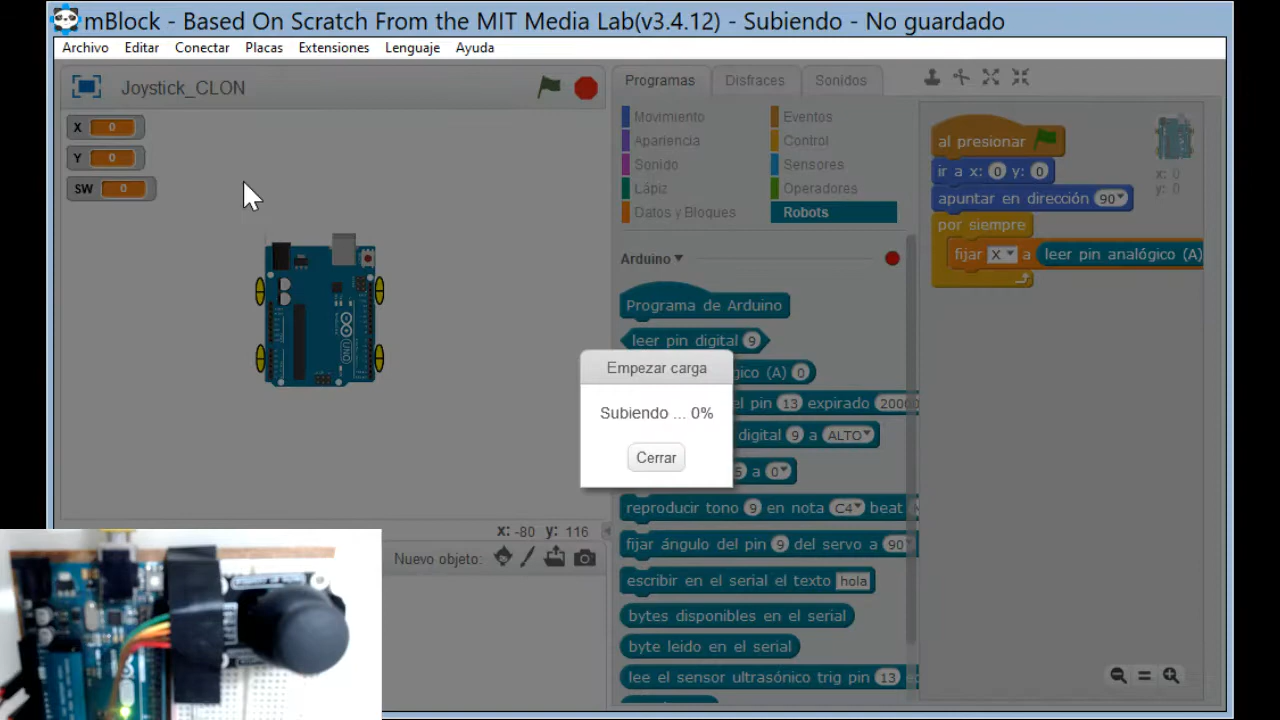 mBlock - Based On Scratch From the MIT Media Lab(v3.4.12) - Subiendo - No guardado
Archivo Editar Conectar Placas Extensiones Lenguaje Ayuda
Joystick_CLON
X 0
Y 0
SW 0
x: -80 y: 116
Nuevo objeto:
Programas Disfraces Sonidos
Movimiento Eventos
Apariencia Control
Sonido Sensores
Lápiz Operadores
Datos y Bloques Robots
Arduino
Programa de Arduino
leer pin digital 9
gico (A) 0
el pin 13 expirado 2000
digital 9 a ALTO
a 0
reproducir tono 9 en nota C4 beat
fijar ángulo del pin 9 del servo a 90
escribir en el serial el texto hola
bytes disponibles en el serial
byte leido en el serial
lee el sensor ultrasónico trig pin 13 ec
Empezar carga
Subiendo ... 0%
Cerrar
al presionar
ir a x: 0 y: 0
apuntar en dirección 90
por siempre
fijar X a leer pin analógico (A)
x: 0
y: 0